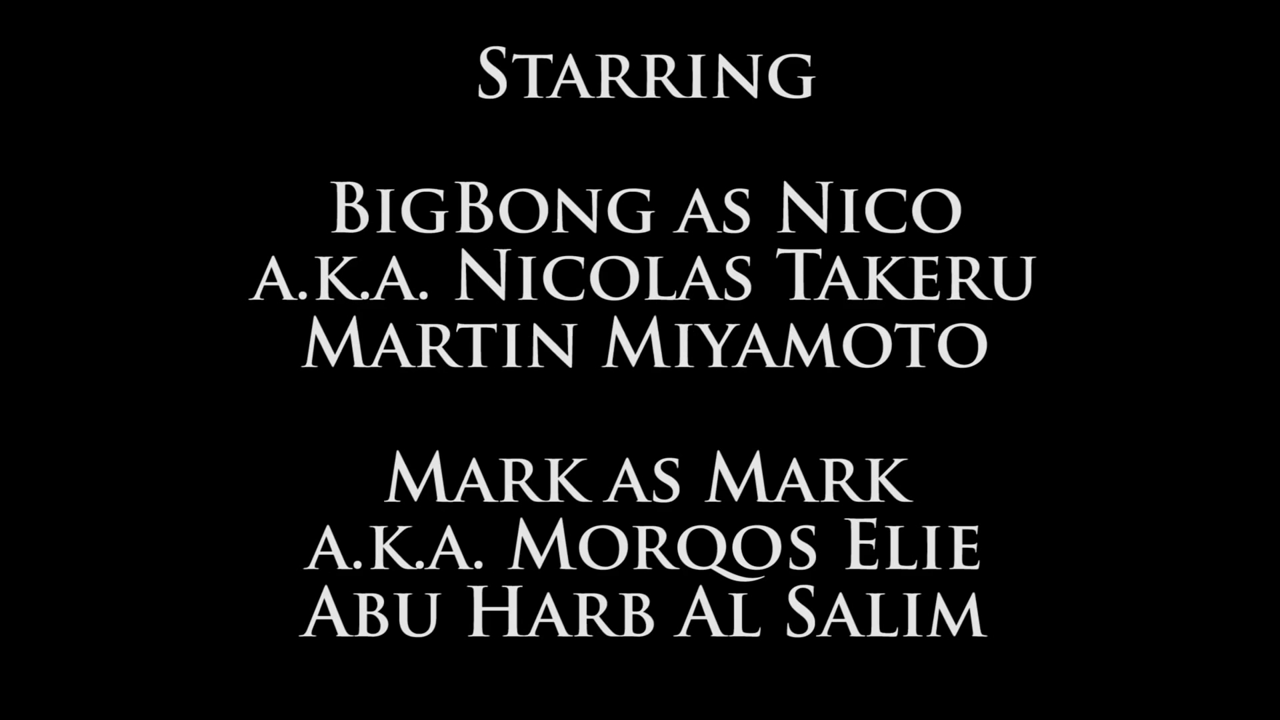 Starring
BigBong as Nico
a.k.a. Nicolas Takeru
Martin Miyamoto
Mark as Mark
a.k.a. Morqos Elie
Abu Harb Al Salim